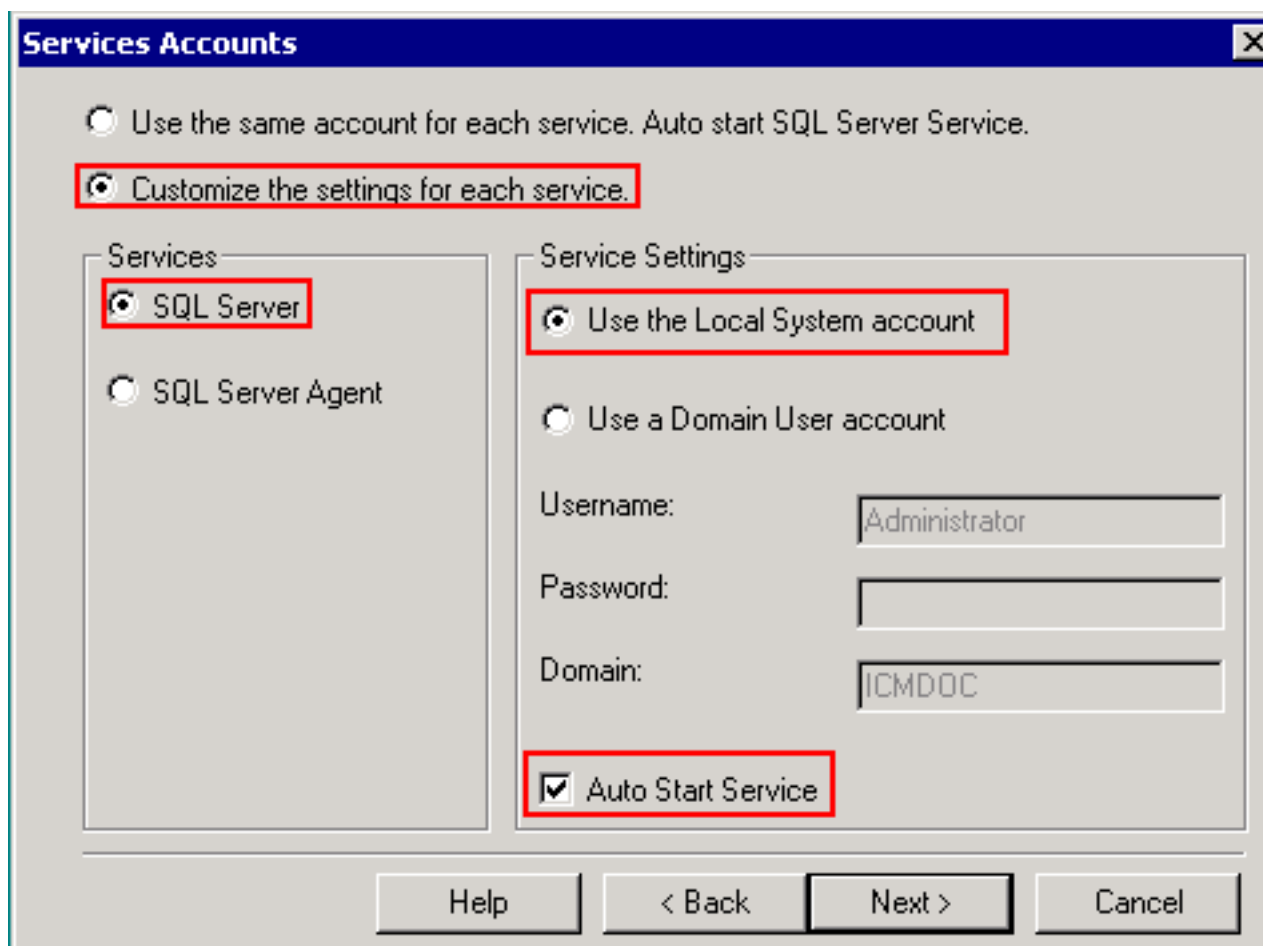 Services Accounts
Use the same account for each service. Auto start SQL Server Service.
Customize the settings for each service.
Services
SQL Server
SQL Server Agent
Service Settings
Use the Local System account
Use a Domain User account
Username:
Administrator
Password:
Domain:
ICMDOC
Auto Start Service
Help
< Back
Next >
Cancel